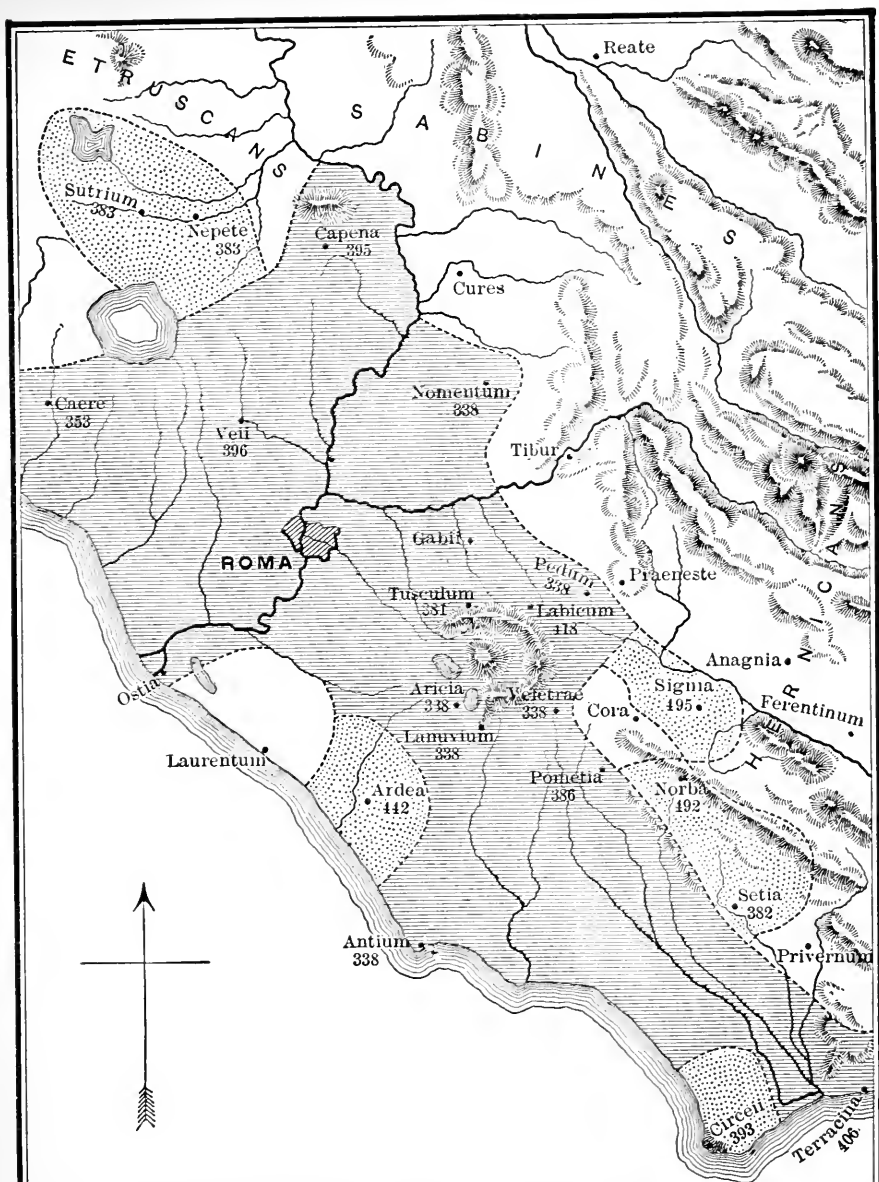 ETRUSCANS
SABINES
Reate
Sutrium
383
Nepete
383
Capena
395
Cures
Caere
353
Veii
396
Nomentum
338
Tibur
ROMA
Gabii
Pedum
338
Praeneste
Tusculum
381
Labicum
418
HERNICANS
Anagnia
Ostia
Aricia
338
Veletrae
338
Signia
495
Ferentinum
Cora
Lanuvium
338
Laurentum
Ardea
442
Pometia
386
Norba
492
Setia
382
Antium
338
Privernum
Circeii
393
Terracina
406